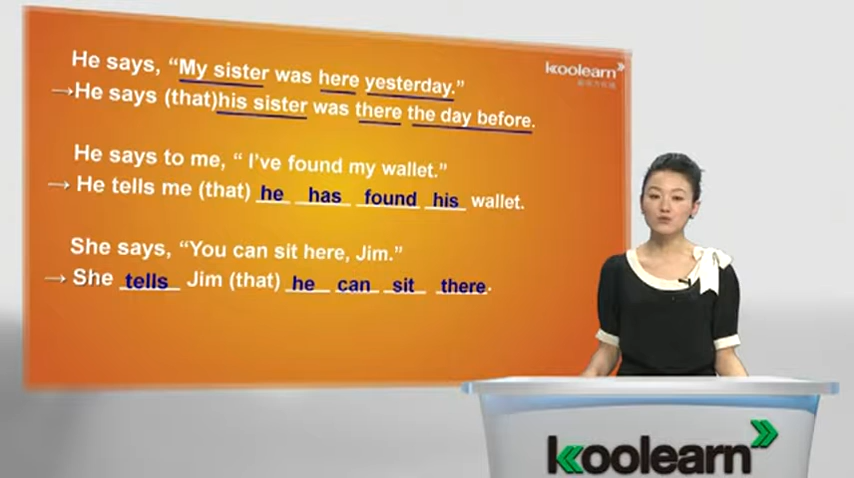 He says, “My sister was here yesterday.”
→He says (that)his sister was there the day before.
He says to me, “ I’ve found my wallet.”
→ He tells me (that) he has found his wallet.
She says, “You can sit here, Jim.”
→ She tells Jim (that) he can sit there.
koolearn
koolearn